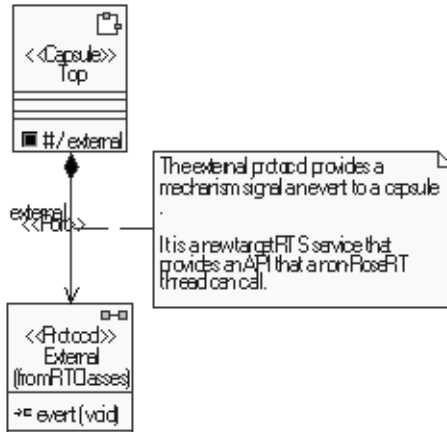 <<Capsule>>
Top
# / external
external
<<Port>>
The external protocol provides a
mechanism signal an event to a capsule
.
It is a new target RTS service that
provides an API that a non-RoseRT
thread can call.
<<Protocol>>
External
(from RTClasses)
event (void)